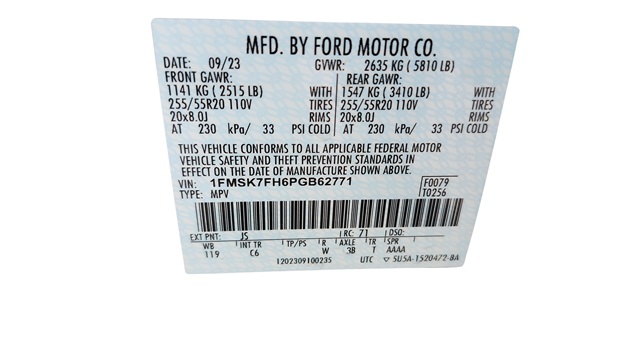 MFD. BY FORD MOTOR CO.
DATE: 09/23 GVWR: 2635 KG ( 5810 LB)
FRONT GAWR: REAR GAWR:
1141 KG ( 2515 LB) WITH 1547 KG ( 3410 LB) WITH
255/55R20 110V TIRES 255/55R20 110V TIRES
20x8.0J RIMS 20x8.0J RIMS
AT 230 kPa/ 33 PSI COLD AT 230 kPa/ 33 PSI COLD
THIS VEHICLE CONFORMS TO ALL APPLICABLE FEDERAL MOTOR
VEHICLE SAFETY AND THEFT PREVENTION STANDARDS IN
EFFECT ON THE DATE OF MANUFACTURE SHOWN ABOVE.
VIN: 1FMSK7FH6PGB62771 F0079
TYPE: MPV T0256
EXT PNT: JS RC: 71 DSO:
WB INT TR TP/PS R AXLE TR SPR
119 C6 W 3B T AAAA
1202309100235 UTC ▽ 5U5A-1520472-BA